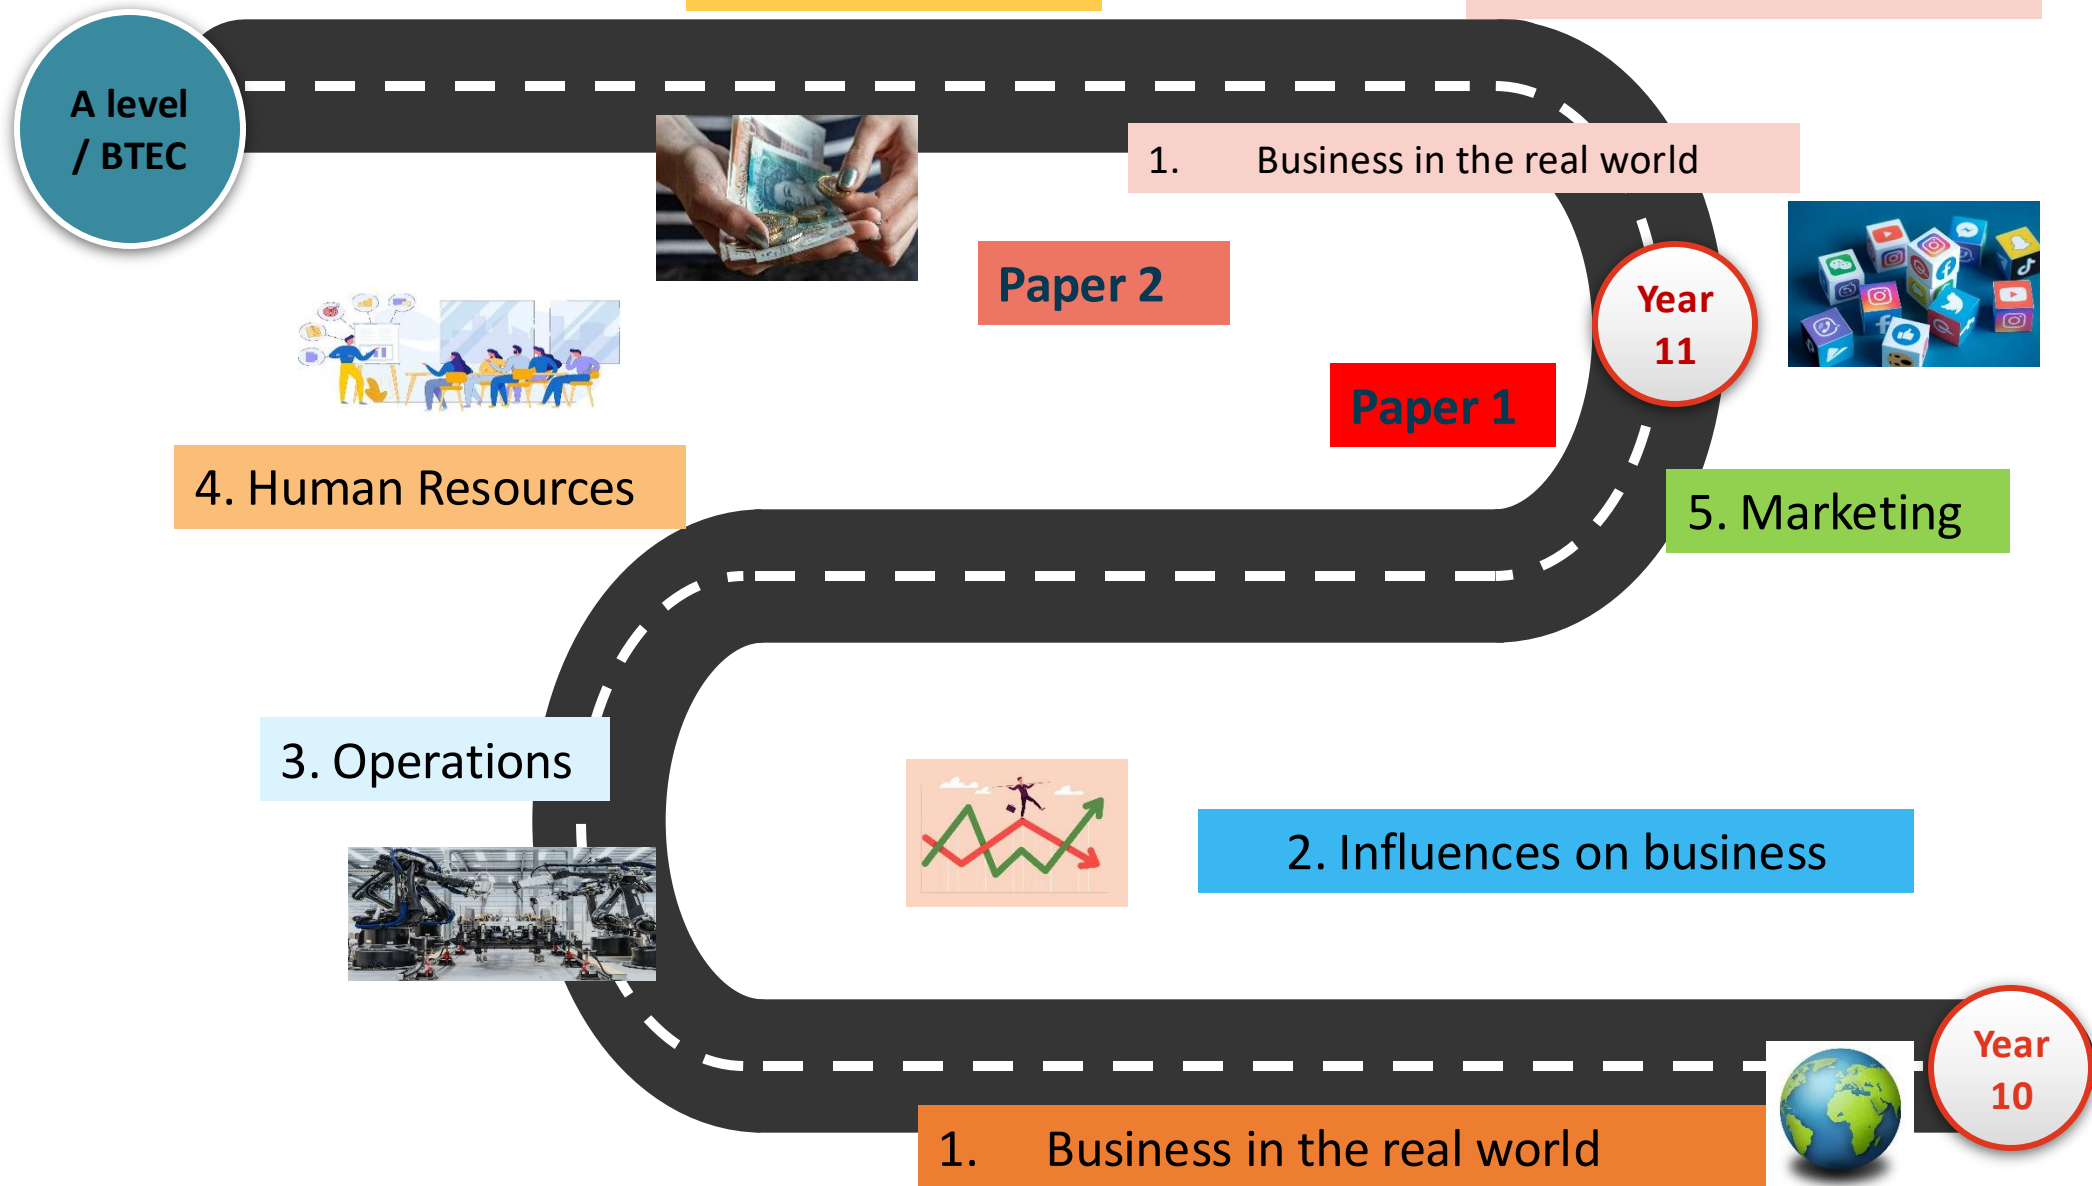 A level
/ BTEC
1. Business in the real world
Paper 2
Year
11
Paper 1
4. Human Resources
5. Marketing
3. Operations
2. Influences on business
Year
10
1. Business in the real world